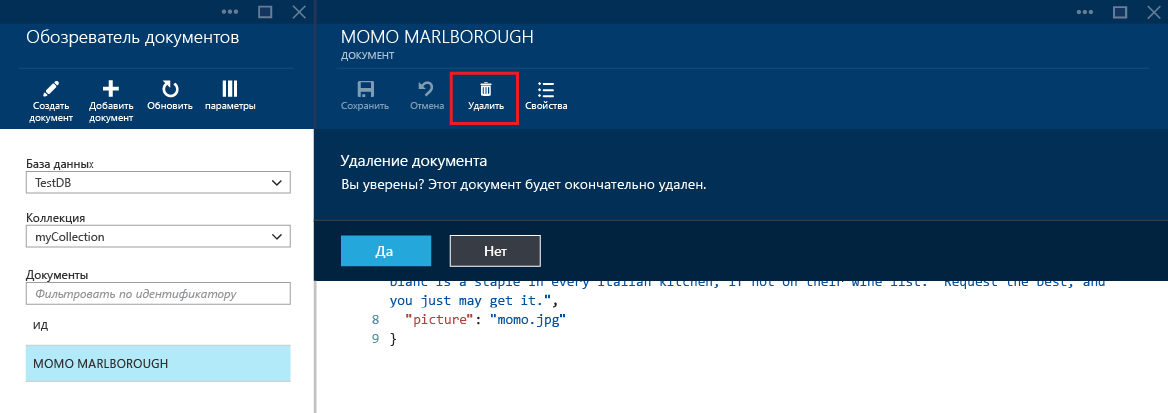 Обозреватель документов
Создать документ
Добавить документ
Обновить
параметры
База данных
TestDB
Коллекция
myCollection
Документы
Фильтровать по идентификатору
ИД
MOMO MARLBOROUGH
MOMO MARLBOROUGH
ДОКУМЕНТ
Сохранить
Отмена
Удалить
Свойства
Удаление документа
Вы уверены? Этот документ будет окончательно удален.
Да
Нет
blanc is a staple in every Italian kitchen, if not on their wine list.  Request the best, and
you just may get it.",
8 "picture": "momo.jpg"
9 }